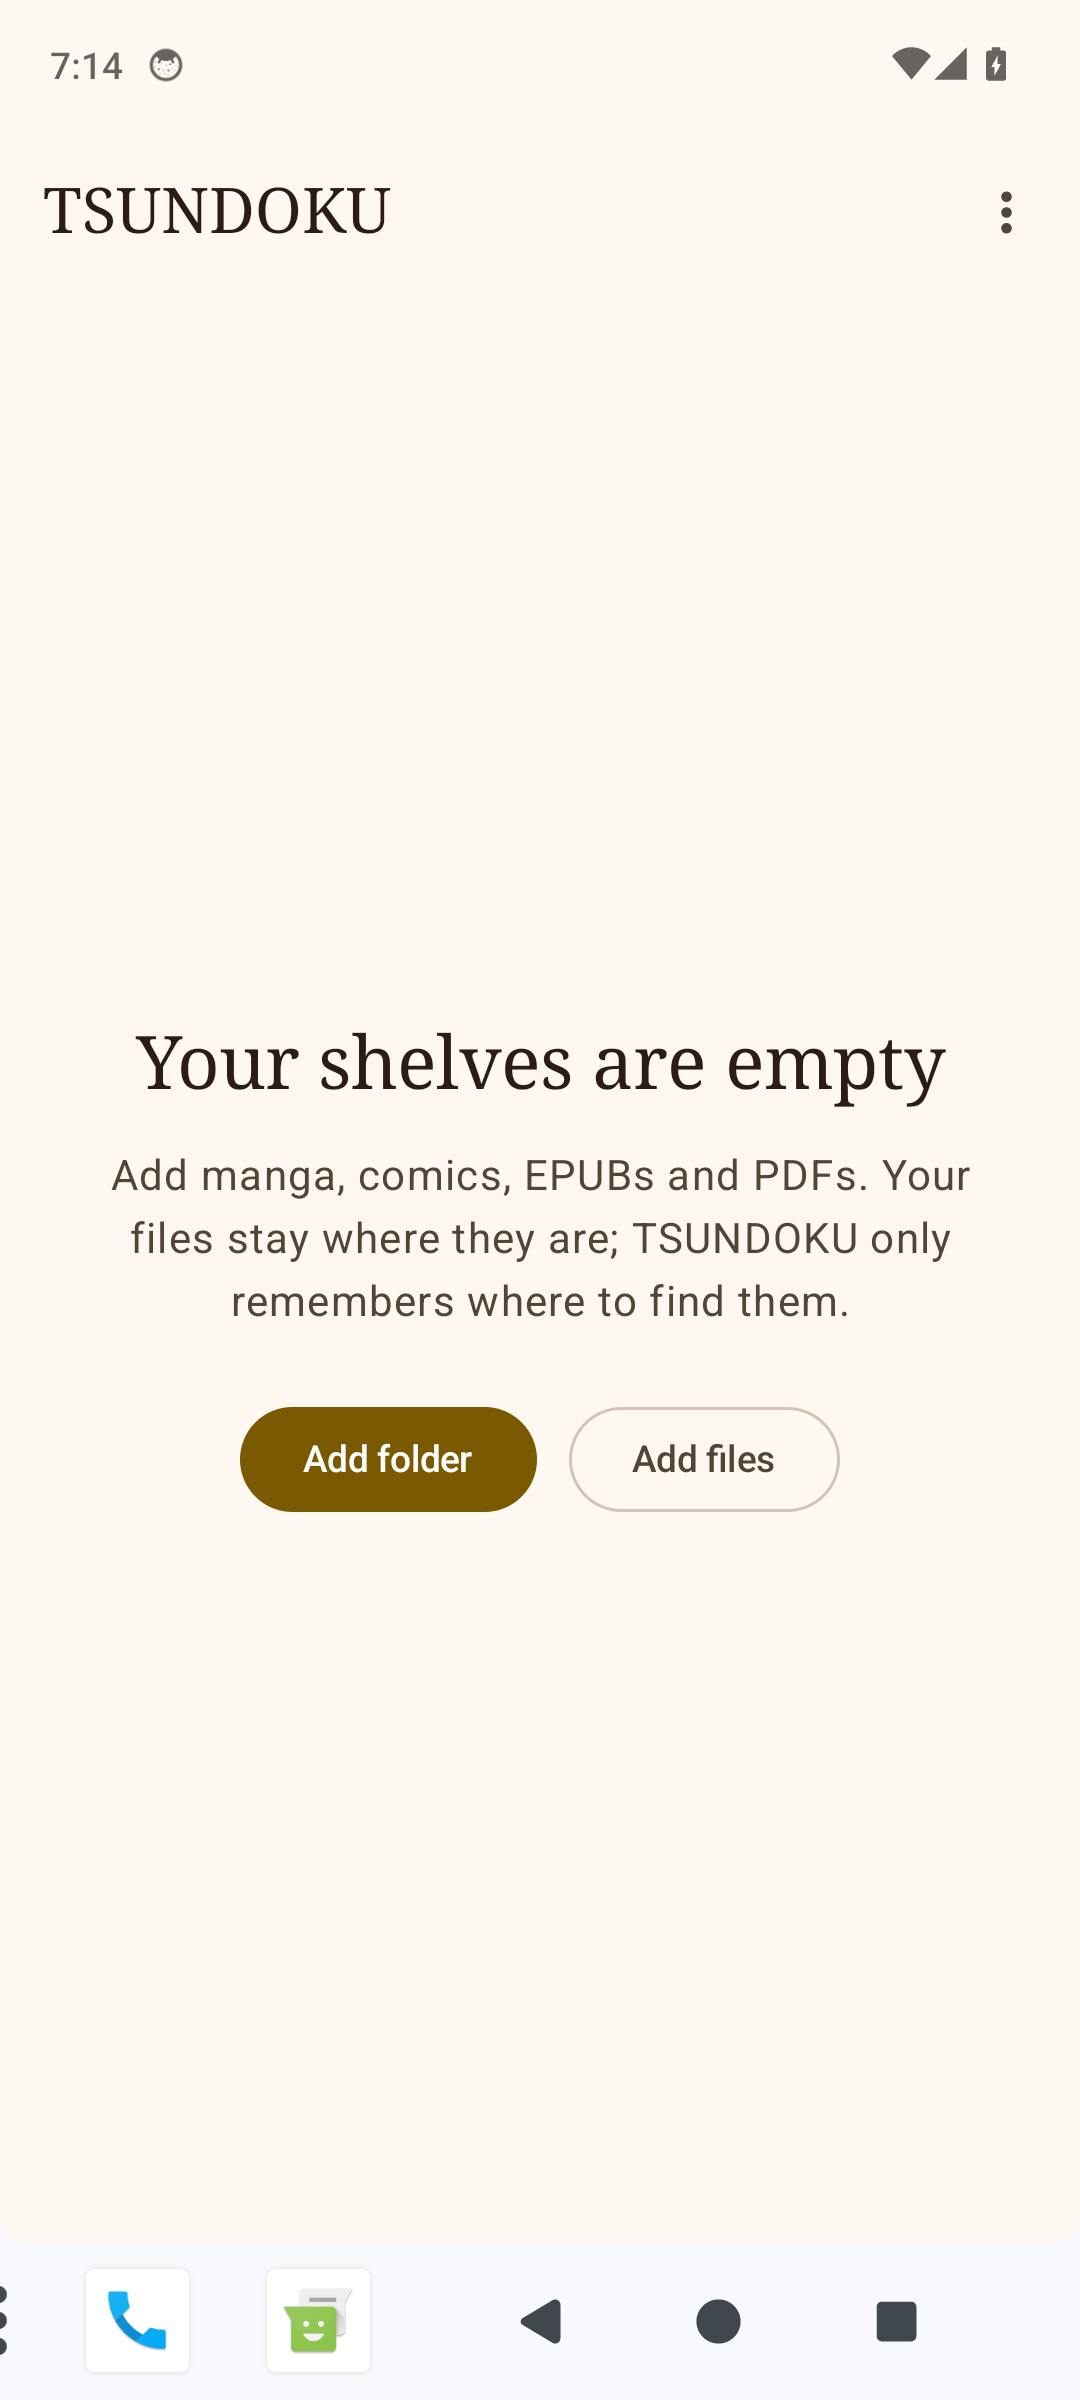 7:14
TSUNDOKU
Your shelves are empty
Add manga, comics, EPUBs and PDFs. Your
files stay where they are; TSUNDOKU only
remembers where to find them.
Add folder
Add files